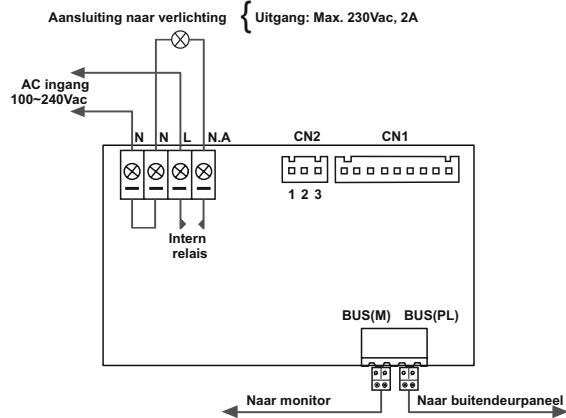 Aansluiting naar verlichting { Uitgang: Max. 230Vac, 2A
AC ingang
100~240Vac
N N L N.A
CN2 CN1
1 2 3
Intern
relais
BUS(M) BUS(PL)
Naar monitor Naar buitendeurpaneel